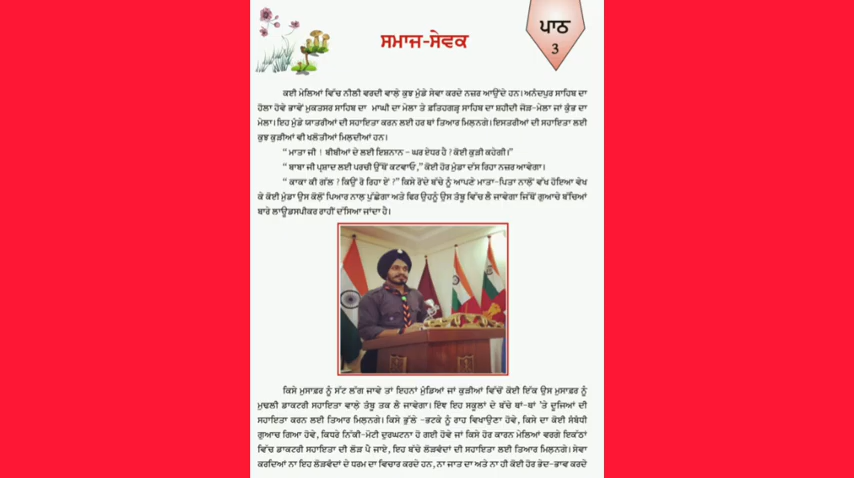 ਸਮਾਜ-ਸੇਵਕ
ਪਾਠ
3
ਕਈ ਮੇਲਿਆਂ ਵਿੱਚ ਨੀਲੀ ਵਰਦੀ ਵਾਲ਼ੇ ਕੁਝ ਮੁੰਡੇ ਸੇਵਾ ਕਰਦੇ ਨਜ਼ਰ ਆਉਂਦੇ ਹਨ। ਅਨੰਦਪੁਰ ਸਾਹਿਬ ਦਾ
ਹੋਲਾ ਹੋਵੇ ਭਾਵੇਂ ਮੁਕਤਸਰ ਸਾਹਿਬ ਦਾ ਮਾਘੀ ਦਾ ਮੇਲਾ ਤੇ ਫ਼ਤਿਹਗੜ੍ਹ ਸਾਹਿਬ ਦਾ ਸ਼ਹੀਦੀ ਜੋੜ-ਮੇਲਾ ਜਾਂ ਕੁੰਭ ਦਾ
ਮੇਲਾ। ਇਹ ਮੁੰਡੇ ਯਾਤਰੀਆਂ ਦੀ ਸਹਾਇਤਾ ਕਰਨ ਲਈ ਹਰ ਥਾਂ ਤਿਆਰ ਮਿਲਣਗੇ। ਇਸਤਰੀਆਂ ਦੀ ਸਹਾਇਤਾ ਲਈ
ਕੁਝ ਕੁੜੀਆਂ ਵੀ ਖਲੋਤੀਆਂ ਮਿਲਦੀਆਂ ਹਨ।
“ ਮਾਤਾ ਜੀ ! ਬੀਬੀਆਂ ਦੇ ਲਈ ਇਸ਼ਨਾਨ - ਘਰ ਏਧਰ ਹੈ ? ਕੋਈ ਕੁੜੀ ਕਹੇਗੀ।”
“ ਬਾਬਾ ਜੀ ਪ੍ਰਸ਼ਾਦ ਲਈ ਪਰਚੀ ਉੱਥੋਂ ਕਟਵਾਓ, ” ਕੋਈ ਹੋਰ ਮੁੰਡਾ ਦੱਸ ਰਿਹਾ ਨਜ਼ਰ ਆਵੇਗਾ।
“ ਕਾਕਾ ਕੀ ਗੱਲ ? ਕਿਉਂ ਰੋ ਰਿਹਾ ਏਂ ?” ਕਿਸੇ ਰੋਂਦੇ ਬੱਚੇ ਨੂੰ ਆਪਣੇ ਮਾਤਾ-ਪਿਤਾ ਨਾਲ਼ੋਂ ਵੱਖ ਹੋਇਆ ਵੇਖ
ਕੇ ਕੋਈ ਮੁੰਡਾ ਉਸ ਕੋਲ਼ੋਂ ਪਿਆਰ ਨਾਲ਼ ਪੁੱਛੇਗਾ ਅਤੇ ਫਿਰ ਉਹਨੂੰ ਉਸ ਤੰਬੂ ਵਿੱਚ ਲੈ ਜਾਵੇਗਾ ਜਿੱਥੋਂ ਗੁਆਚੇ ਬੱਚਿਆਂ
ਬਾਰੇ ਲਾਊਡਸਪੀਕਰ ਰਾਹੀਂ ਦੱਸਿਆ ਜਾਂਦਾ ਹੈ।
ਕਿਸੇ ਮੁਸਾਫ਼ਰ ਨੂੰ ਸੱਟ ਲੱਗ ਜਾਵੇ ਤਾਂ ਇਹਨਾਂ ਮੁੰਡਿਆਂ ਜਾਂ ਕੁੜੀਆਂ ਵਿੱਚੋਂ ਕੋਈ ਇੱਕ ਉਸ ਮੁਸਾਫ਼ਰ ਨੂੰ
ਮੁਢਲੀ ਡਾਕਟਰੀ ਸਹਾਇਤਾ ਵਾਲ਼ੇ ਤੰਬੂ ਤਕ ਲੈ ਜਾਵੇਗਾ। ਇੰਞ ਇਹ ਸਕੂਲਾਂ ਦੇ ਬੱਚੇ ਥਾਂ-ਥਾਂ 'ਤੇ ਦੂਜਿਆਂ ਦੀ
ਸਹਾਇਤਾ ਕਰਨ ਲਈ ਤਿਆਰ ਮਿਲਣਗੇ। ਕਿਸੇ ਭੁੱਲੇ -ਭਟਕੇ ਨੂੰ ਰਾਹ ਵਿਖਾਉਣਾ ਹੋਵੇ, ਕਿਸੇ ਦਾ ਕੋਈ ਸੰਬੰਧੀ
ਗੁਆਚ ਗਿਆ ਹੋਵੇ, ਕਿਧਰੇ ਨਿੱਕੀ-ਮੋਟੀ ਦੁਰਘਟਨਾ ਹੋ ਗਈ ਹੋਵੇ ਜਾਂ ਕਿਸੇ ਹੋਰ ਕਾਰਨ ਮੇਲਿਆਂ ਵਰਗੇ ਇਕੱਠਾਂ
ਵਿੱਚ ਡਾਕਟਰੀ ਸਹਾਇਤਾ ਦੀ ਲੋੜ ਪੈ ਜਾਏ, ਇਹ ਬੱਚੇ ਲੋੜਵੰਦਾਂ ਦੀ ਸਹਾਇਤਾ ਲਈ ਤਿਆਰ ਮਿਲਣਗੇ। ਸੇਵਾ
ਕਰਦਿਆਂ ਨਾ ਇਹ ਲੋੜਵੰਦਾਂ ਦੇ ਧਰਮ ਦਾ ਵਿਚਾਰ ਕਰਦੇ ਹਨ, ਨਾ ਜਾਤ ਦਾ ਅਤੇ ਨਾ ਹੀ ਕੋਈ ਹੋਰ ਭੇਦ-ਭਾਵ ਕਰਦੇ